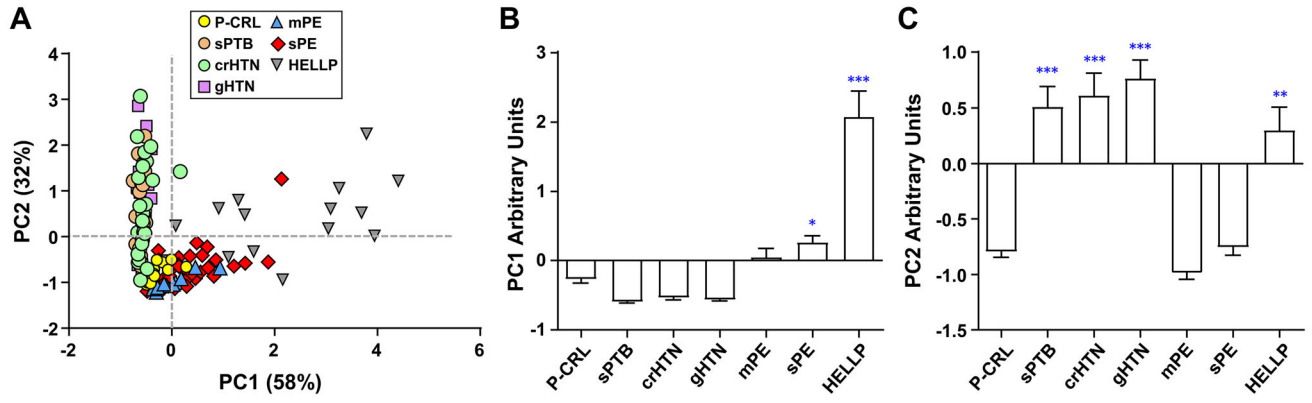 A
P-CRL
mPE
sPTB
sPE
crHTN
HELLP
gHTN
PC2 (32%)
4
3
2
1
0
-1
-2
-2
0
2
4
6
PC1 (58%)
B
PC1 Arbitrary Units
3
2
1
0
-1
*
***
P-CRL
sPTB
crHTN
gHTN
mPE
sPE
HELLP
C
PC2 Arbitrary Units
1.0
0.5
0.0
-0.5
-1.0
-1.5
***
***
***
**
P-CRL
sPTB
crHTN
gHTN
mPE
sPE
HELLP